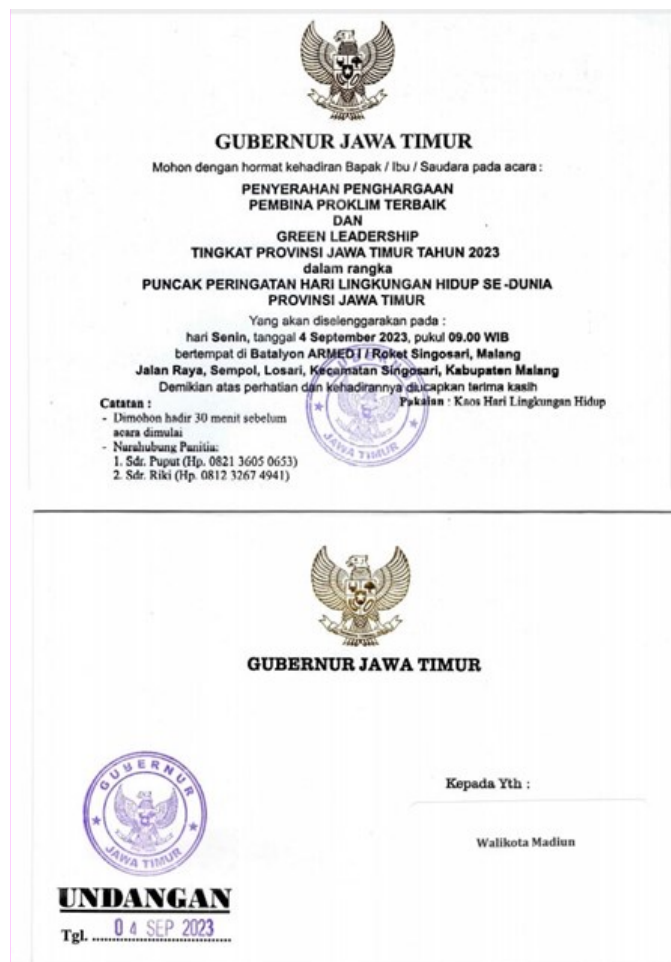 GUBERNUR JAWA TIMUR
Mohon dengan hormat kehadiran Bapak / Ibu / Saudara pada acara :
PENYERAHAN PENGHARGAAN
PEMBINA PROKLIM TERBAIK
DAN
GREEN LEADERSHIP
TINGKAT PROVINSI JAWA TIMUR TAHUN 2023
dalam rangka
PUNCAK PERINGATAN HARI LINGKUNGAN HIDUP SE-DUNIA
PROVINSI JAWA TIMUR
Yang akan diselenggarakan pada :
hari Senin, tanggal 4 September 2023, pukul 09.00 WIB
bertempat di Batalyon ARMED I / Roket Singosari, Malang
Jalan Raya, Sempol, Losari, Kecamatan Singosari, Kabupaten Malang
Demikian atas perhatian dan kehadirannya diucapkan terima kasih
Catatan :
- Dimohon hadir 30 menit sebelum
acara dimulai
- Narahubung Panitia:
1. Sdr. Puput (Hp. 0821 3605 0653)
2. Sdr. Riki (Hp. 0812 3267 4941)
Pakaian : Kaos Hari Lingkungan Hidup
GUBERNUR
JAWA TIMUR
GUBERNUR JAWA TIMUR
GUBERNUR
JAWA TIMUR
Kepada Yth :
Walikota Madiun
UNDANGAN
Tgl. 04 SEP 2023